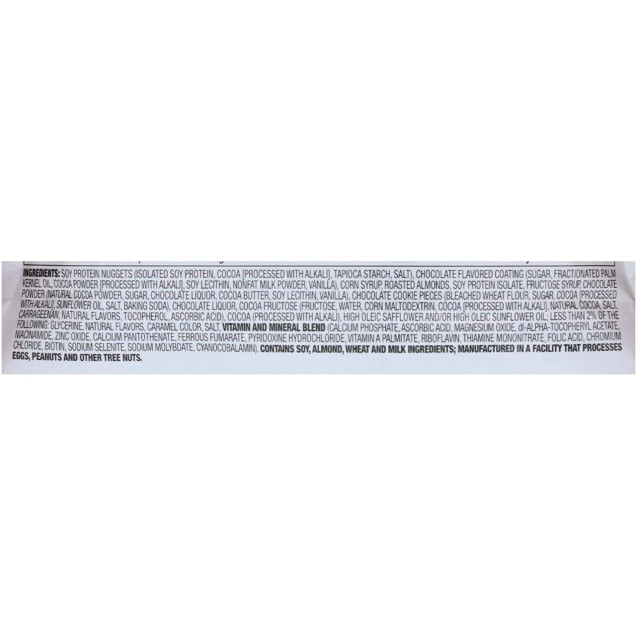 INGREDIENTS: SOY PROTEIN NUGGETS (ISOLATED SOY PROTEIN, COCOA [PROCESSED WITH ALKALI], TAPIOCA STARCH, SALT), CHOCOLATE FLAVORED COATING (SUGAR, FRACTIONATED PALM
KERNEL OIL, COCOA POWDER [PROCESSED WITH ALKALI], SOY LECITHIN, NONFAT MILK POWDER, VANILLA), CORN SYRUP, ROASTED ALMONDS, SOY PROTEIN ISOLATE, FRUCTOSE SYRUP, CHOCOLATE
POWDER (NATURAL COCOA POWDER, SUGAR, CHOCOLATE LIQUOR, COCOA BUTTER, SOY LECITHIN, VANILLA), CHOCOLATE COOKIE PIECES (BLEACHED WHEAT FLOUR, SUGAR, COCOA [PROCESSED
WITH ALKALI], SUNFLOWER OIL, SALT, BAKING SODA), CHOCOLATE LIQUOR, COCOA FRUCTOSE (FRUCTOSE, WATER, CORN MALTODEXTRIN, COCOA [PROCESSED WITH ALKALI], NATURAL COCOA, SALT,
CARRAGEENAN, NATURAL FLAVORS, TOCOPHEROL, ASCORBIC ACID), COCOA (PROCESSED WITH ALKALI), HIGH OLEIC SAFFLOWER AND/OR HIGH OLEIC SUNFLOWER OIL; LESS THAN 2% OF THE
FOLLOWING: GLYCERINE, NATURAL FLAVORS, CARAMEL COLOR, SALT, VITAMIN AND MINERAL BLEND (CALCIUM PHOSPHATE, ASCORBIC ACID, MAGNESIUM OXIDE, dl-ALPHA-TOCOPHERYL ACETATE,
NIACINAMIDE, ZINC OXIDE, CALCIUM PANTOTHENATE, FERROUS FUMARATE, PYRIDOXINE HYDROCHLORIDE, VITAMIN A PALMITATE, RIBOFLAVIN, THIAMINE MONONITRATE, FOLIC ACID, CHROMIUM
CHLORIDE, BIOTIN, SODIUM SELENITE, SODIUM MOLYBDATE, CYANOCOBALAMIN). CONTAINS SOY, ALMOND, WHEAT AND MILK INGREDIENTS; MANUFACTURED IN A FACILITY THAT PROCESSES
EGGS, PEANUTS AND OTHER TREE NUTS.